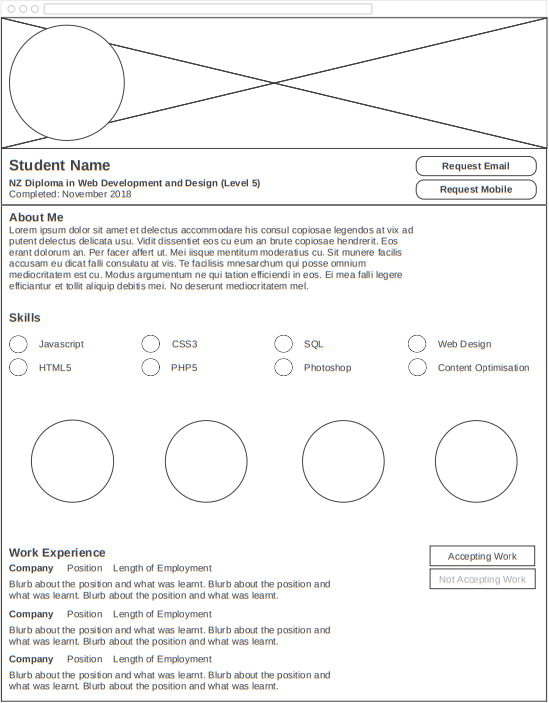 Student Name
Request Email
NZ Diploma in Web Development and Design (Level 5)
Request Mobile
Completed: November 2018
About Me
Lorem ipsum dolor sit amet et delectus accommodare his consul copiosae legendos at vix ad
putent delectus delicata usu. Vidit dissentiet eos cu eum an brute copiosae hendrerit. Eos
erant dolorum an. Per facer affert ut. Mei iisque mentitum moderatius cu. Sit munere facilis
accusam eu dicat falli consulatu at vis. Te facilisis mnesarchum qui posse omnium
mediocritatem est cu. Modus argumentum ne qui tation efficiendi in eos. Ei mea falli legere
efficiantur et tollit aliquip debitis mei. No deserunt mediocritatem mel.
Skills
Javascript CSS3 SQL Web Design
HTML5 PHP5 Photoshop Content Optimisation
Work Experience
Accepting Work
Company Position Length of Employment
Not Accepting Work
Blurb about the position and what was learnt. Blurb about the position and
what was learnt. Blurb about the position and what was learnt.
Company Position Length of Employment
Blurb about the position and what was learnt. Blurb about the position and
what was learnt. Blurb about the position and what was learnt.
Company Position Length of Employment
Blurb about the position and what was learnt. Blurb about the position and
what was learnt. Blurb about the position and what was learnt.